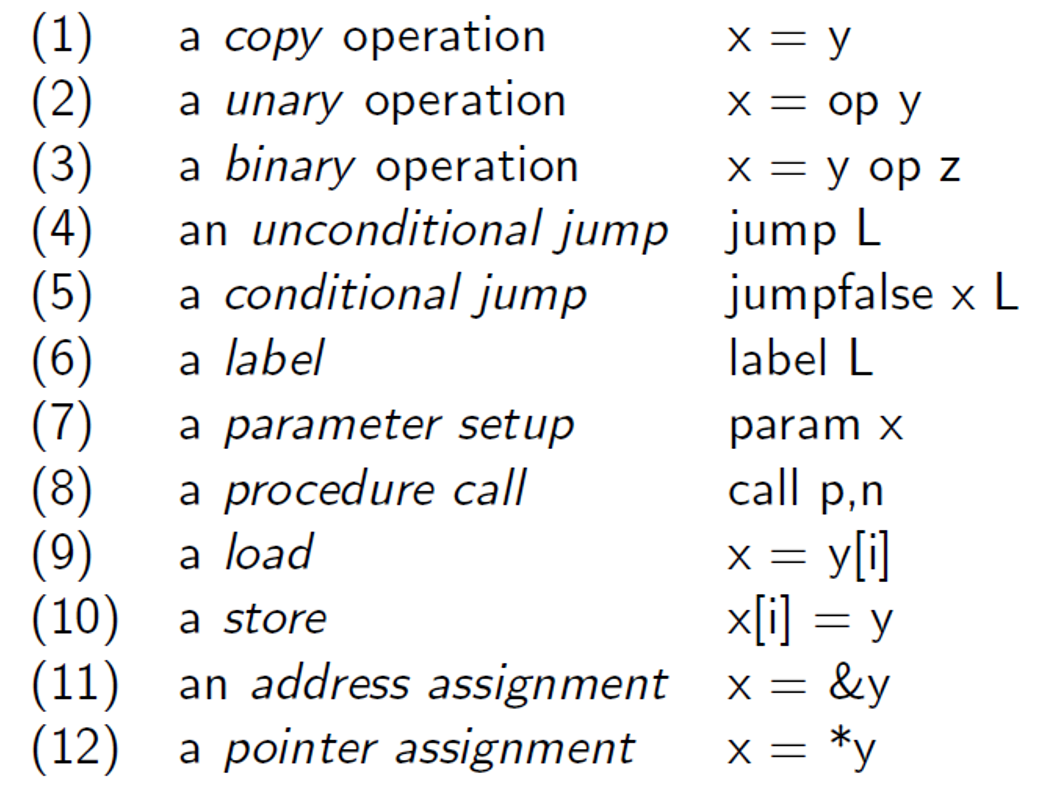 (1) a copy operation x = y
(2) a unary operation x = op y
(3) a binary operation x = y op z
(4) an unconditional jump jump L
(5) a conditional jump jumpfalse x L
(6) a label label L
(7) a parameter setup param x
(8) a procedure call call p,n
(9) a load x = y[i]
(10) a store x[i] = y
(11) an address assignment x = &y
(12) a pointer assignment x = *y